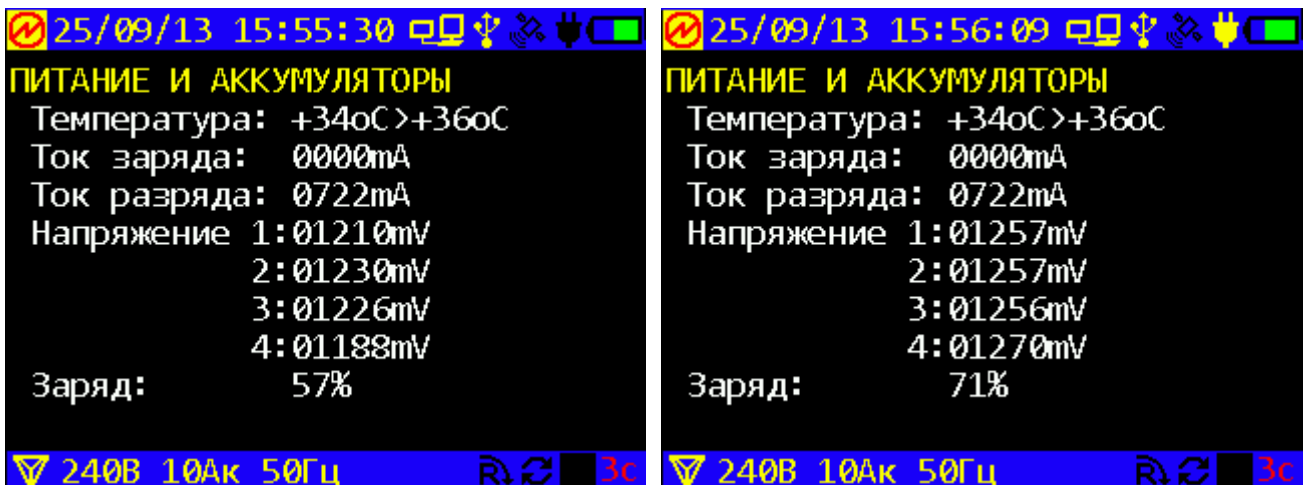 25/09/13 15:55:30
ПИТАНИЕ И АККУМУЛЯТОРЫ
Температура: +34oC>+36oC
Ток заряда: 0000mA
Ток разряда: 0722mA
Напряжение 1:01210mV
2:01230mV
3:01226mV
4:01188mV
Заряд: 57%
240В 10Ак 50Гц R 3с
25/09/13 15:56:09
ПИТАНИЕ И АККУМУЛЯТОРЫ
Температура: +34oC>+36oC
Ток заряда: 0000mA
Ток разряда: 0722mA
Напряжение 1:01257mV
2:01257mV
3:01256mV
4:01270mV
Заряд: 71%
240В 10Ак 50Гц R 3с